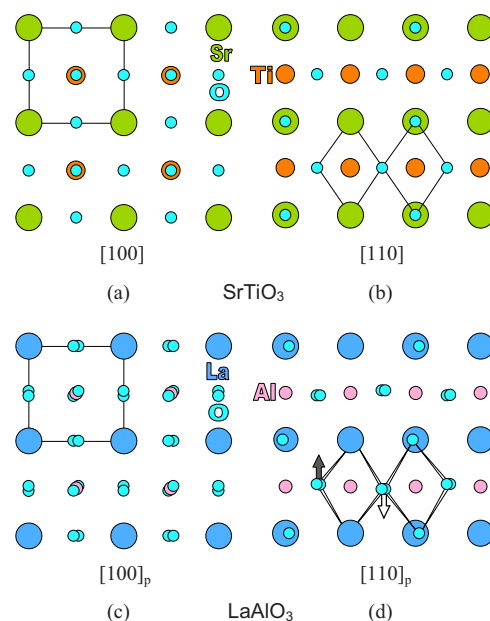 Sr
Ti
O
[100] [110]
(a) SrTiO₃ (b)
La
Al
O
[100]ₚ [110]ₚ
(c) LaAlO₃ (d)